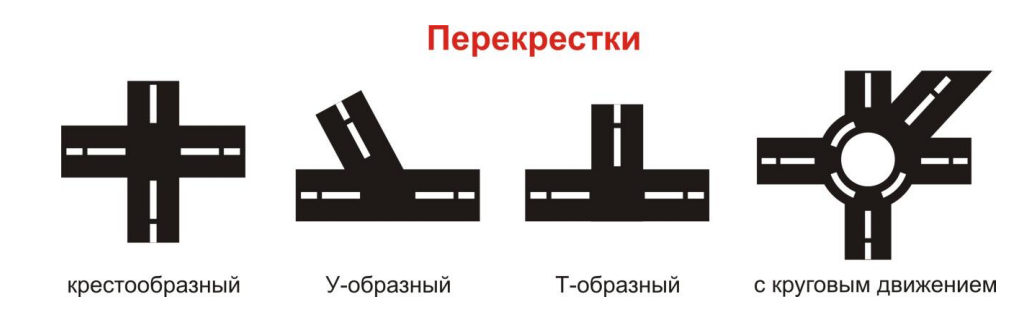 Перекрестки
крестообразный
У-образный
Т-образный
с круговым движением